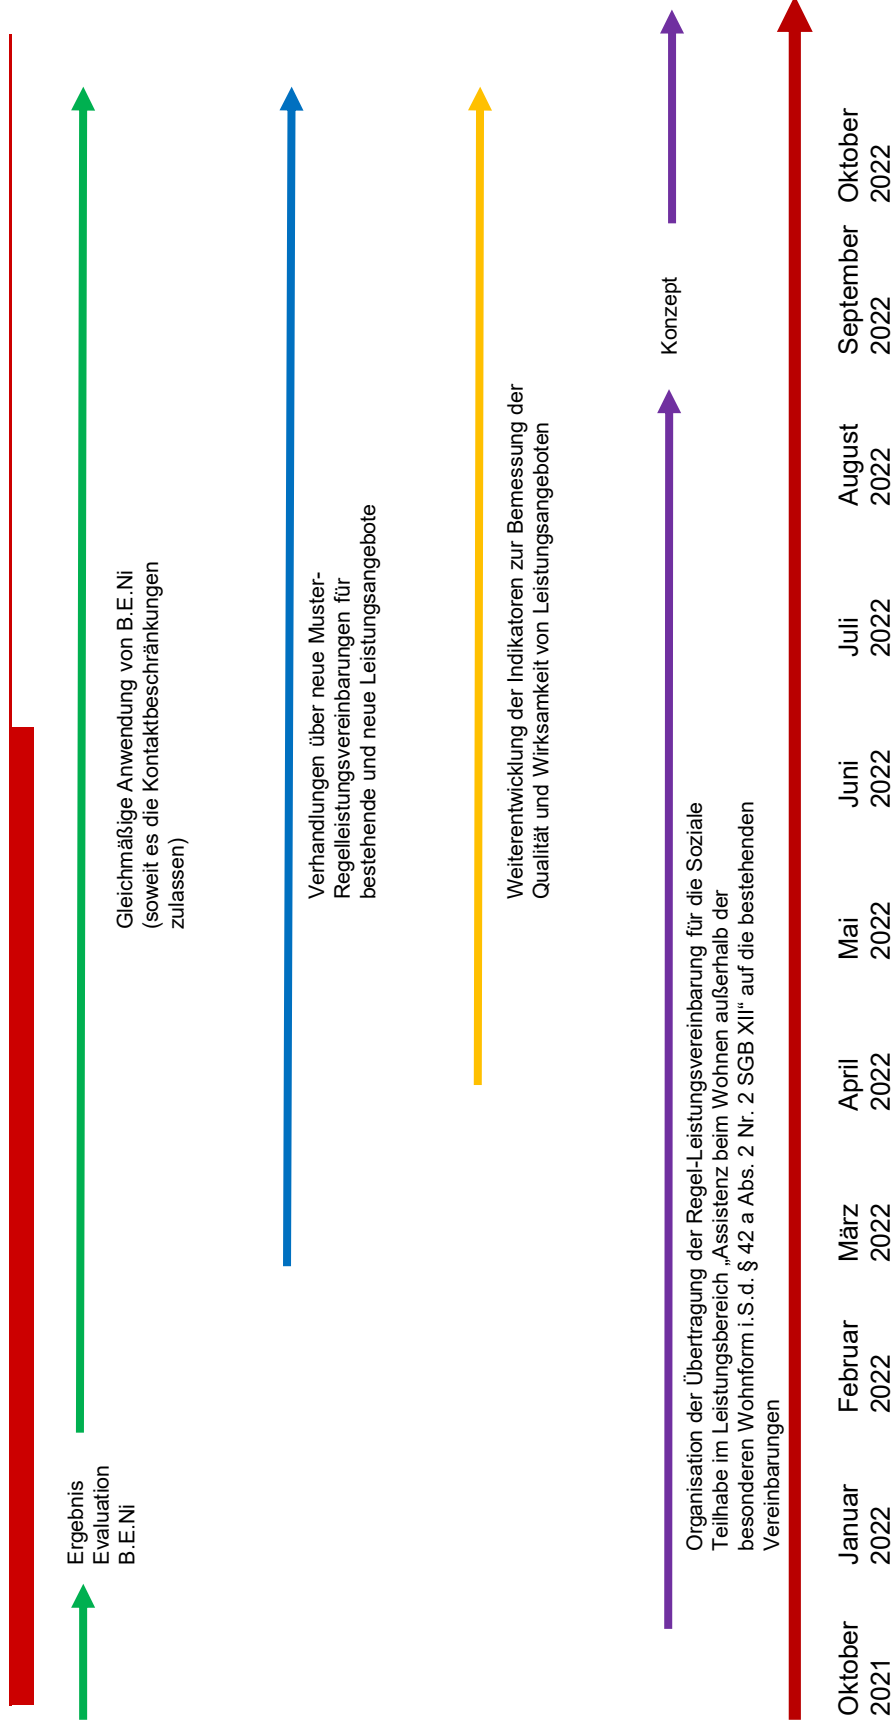 Ergebnis
Evaluation
B.E.Ni
Gleichmäßige Anwendung von B.E.Ni
(soweit es die Kontaktbeschränkungen
zulassen)
Verhandlungen über neue Muster-
Regelleistungsvereinbarungen für
bestehende und neue Leistungsangebote
Weiterentwicklung der Indikatoren zur Bemessung der
Qualität und Wirksamkeit von Leistungsangeboten
Konzept
Organisation der Übertragung der Regel-Leistungsvereinbarung für die Soziale
Teilhabe im Leistungsbereich „Assistenz beim Wohnen außerhalb der
besonderen Wohnform i.S.d. § 42 a Abs. 2 Nr. 2 SGB XII“ auf die bestehenden
Vereinbarungen
Oktober
2021
Januar
2022
Februar
2022
März
2022
April
2022
Mai
2022
Juni
2022
Juli
2022
August
2022
September
2022
Oktober
2022